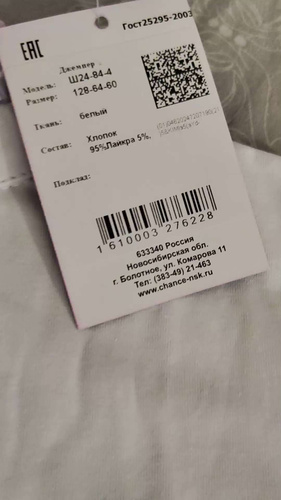 Гост25295-2003
ЕАС
Джемпер
Модель: Ш24-84-4
Размер: 128-64-60
Ткань: белый
Состав: Хлопок
95%Лайкра 5%.
Подклад:
1 610003 276228
633340 Россия
Новосибирская обл.
г. Болотное, ул. Комарова 11
Тел: (383-49) 21-463
www.chance-nsk.ru